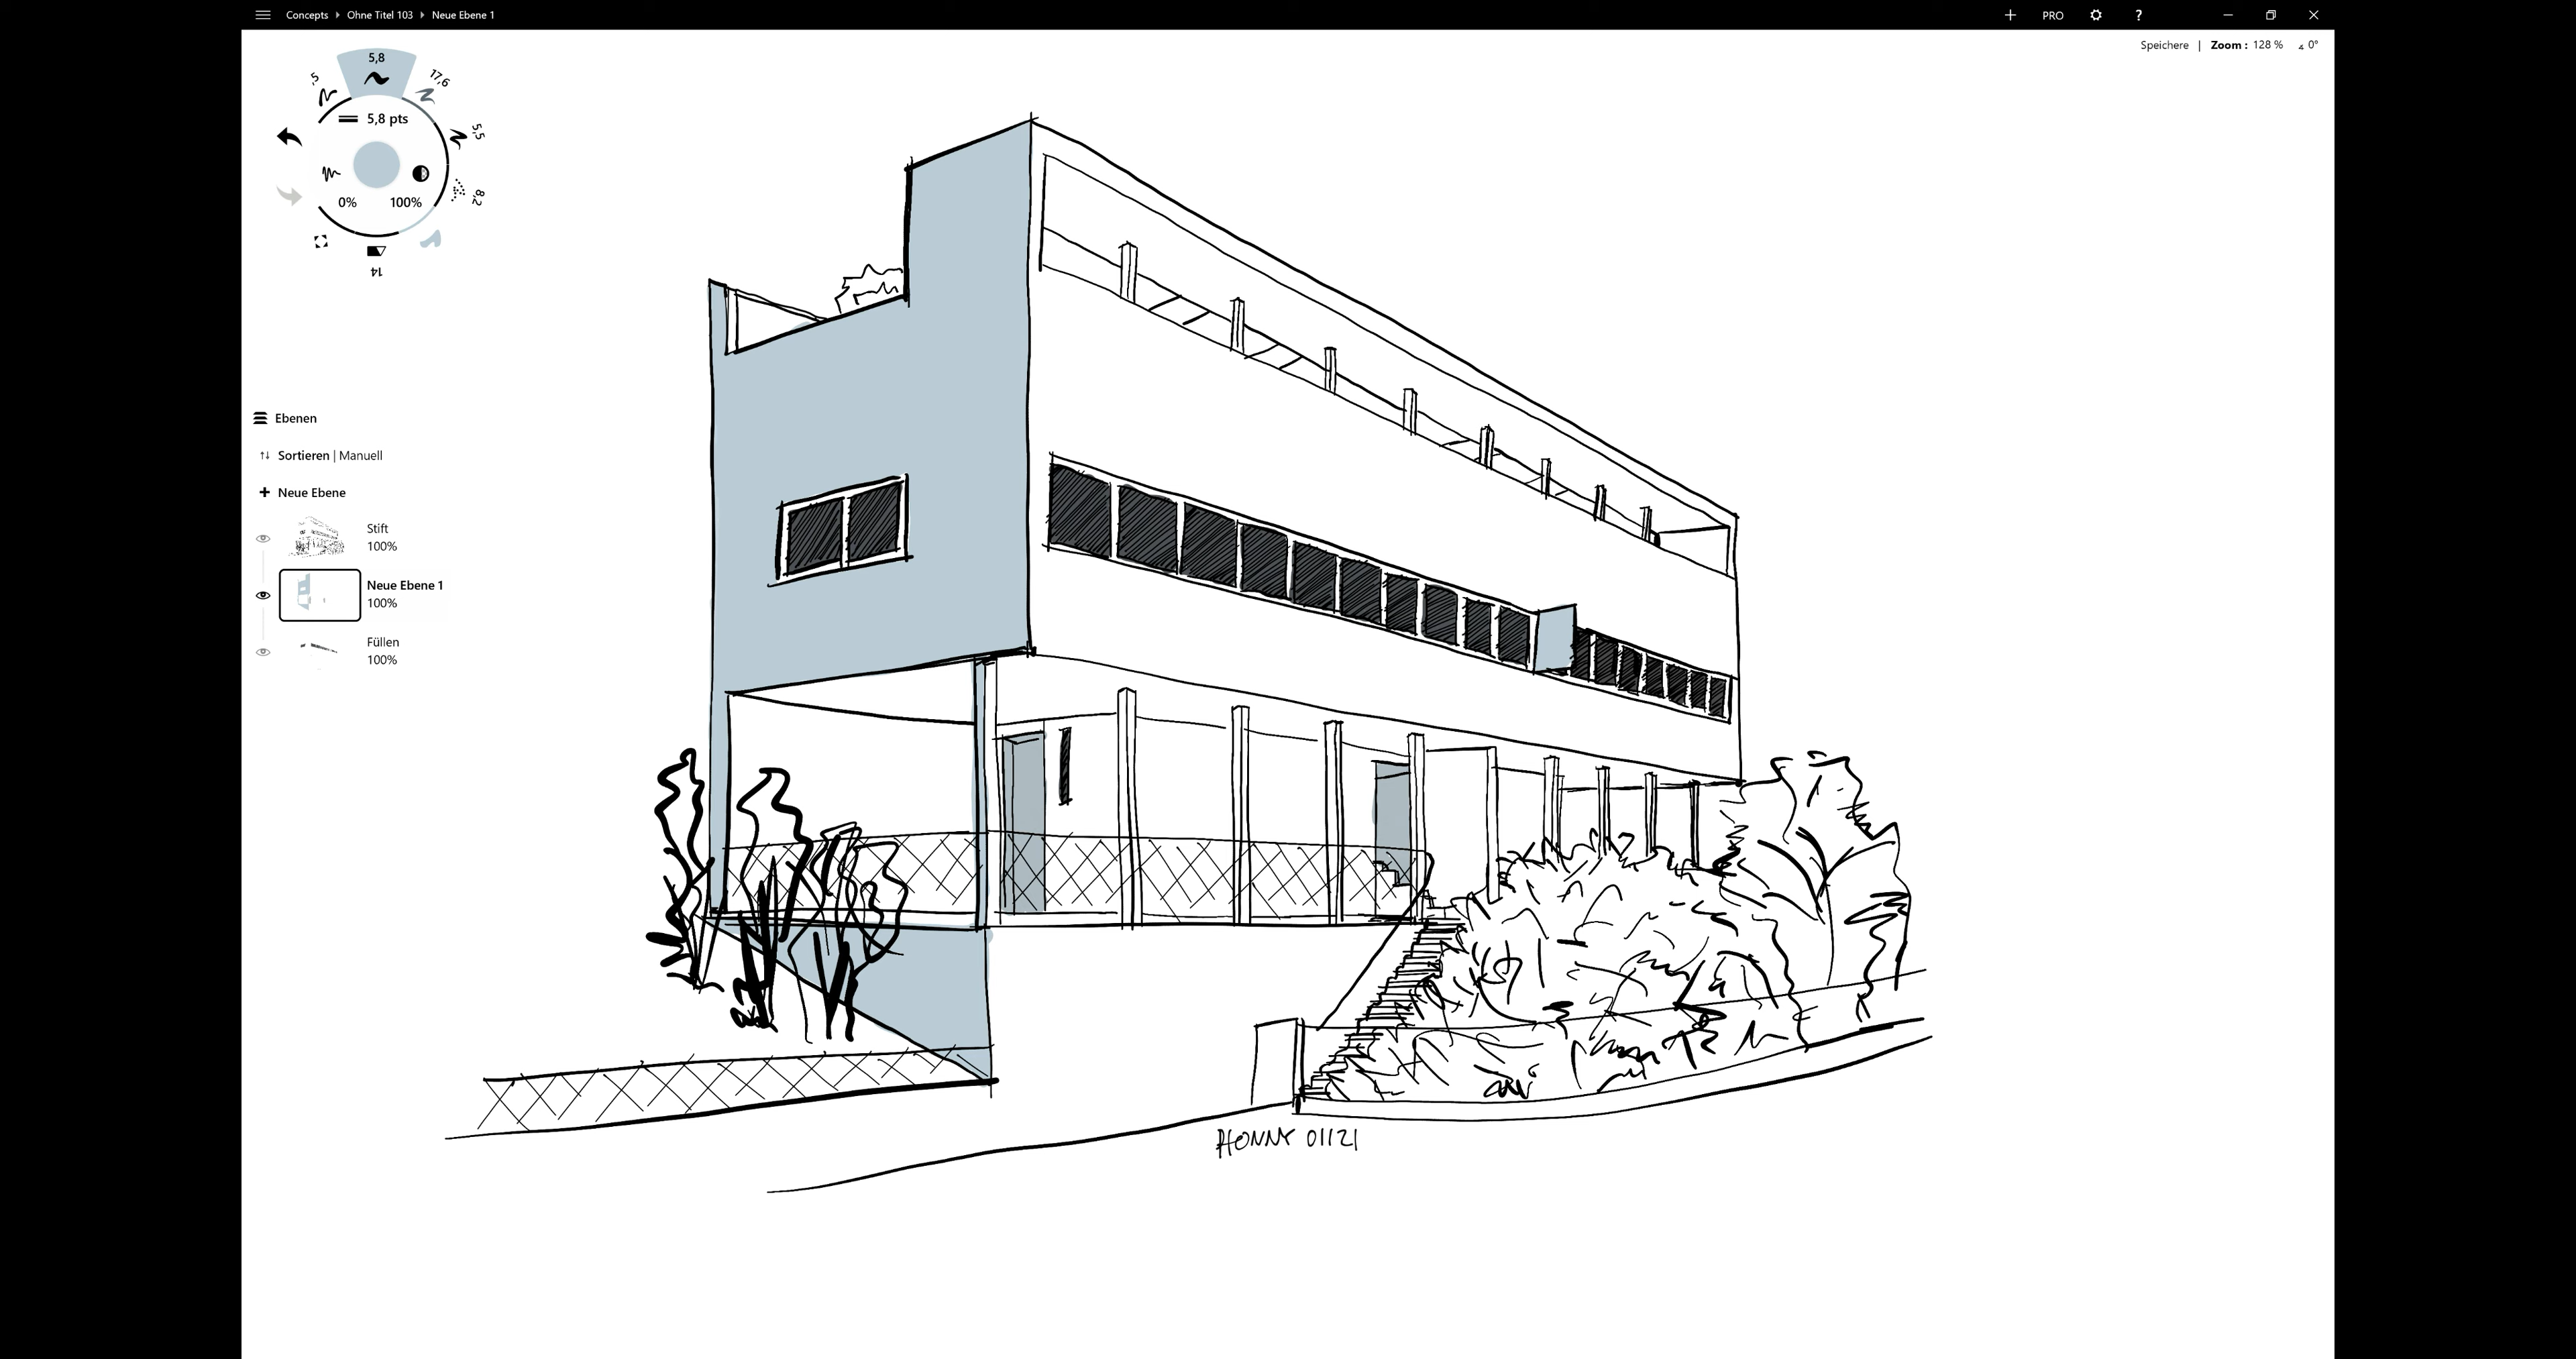 Concepts Ohne Titel 103 Neue Ebene 1
PRO ?
Speichere | Zoom : 128 % 0°
5,8
,5
17,6
5,8 pts
5,5
8,2
0% 100%
14
Ebenen
Sortieren | Manuell
Neue Ebene
Stift
100%
Neue Ebene 1
100%
Füllen
100%
01121